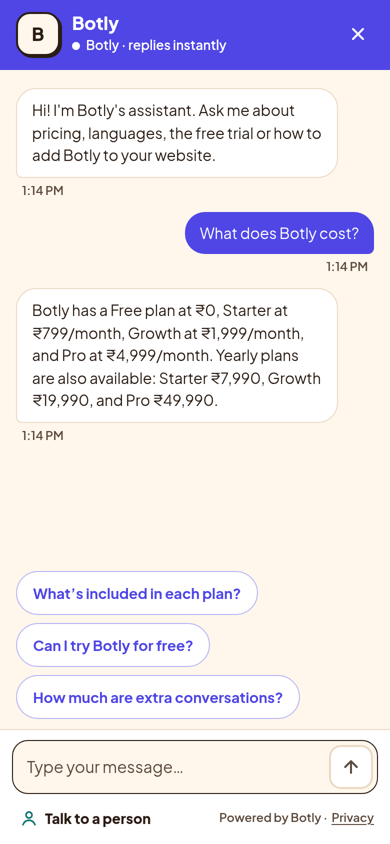 B
Botly
Botly · replies instantly
Hi! I'm Botly's assistant. Ask me about
pricing, languages, the free trial or how to
add Botly to your website.
1:14 PM
What does Botly cost?
1:14 PM
Botly has a Free plan at ₹0, Starter at
₹799/month, Growth at ₹1,999/month,
and Pro at ₹4,999/month. Yearly plans
are also available: Starter ₹7,990, Growth
₹19,990, and Pro ₹49,990.
1:14 PM
What's included in each plan?
Can I try Botly for free?
How much are extra conversations?
Type your message...
Talk to a person
Powered by Botly · Privacy